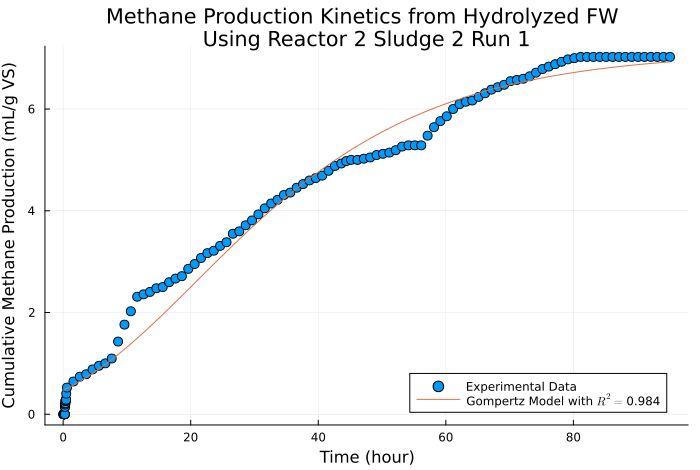 Methane Production Kinetics from Hydrolyzed FW
Using Reactor 2 Sludge 2 Run 1
Cumulative Methane Production (mL/g VS)
6
4
2
0
0 20 40 60 80
Time (hour)
Experimental Data
Gompertz Model with R² = 0.984